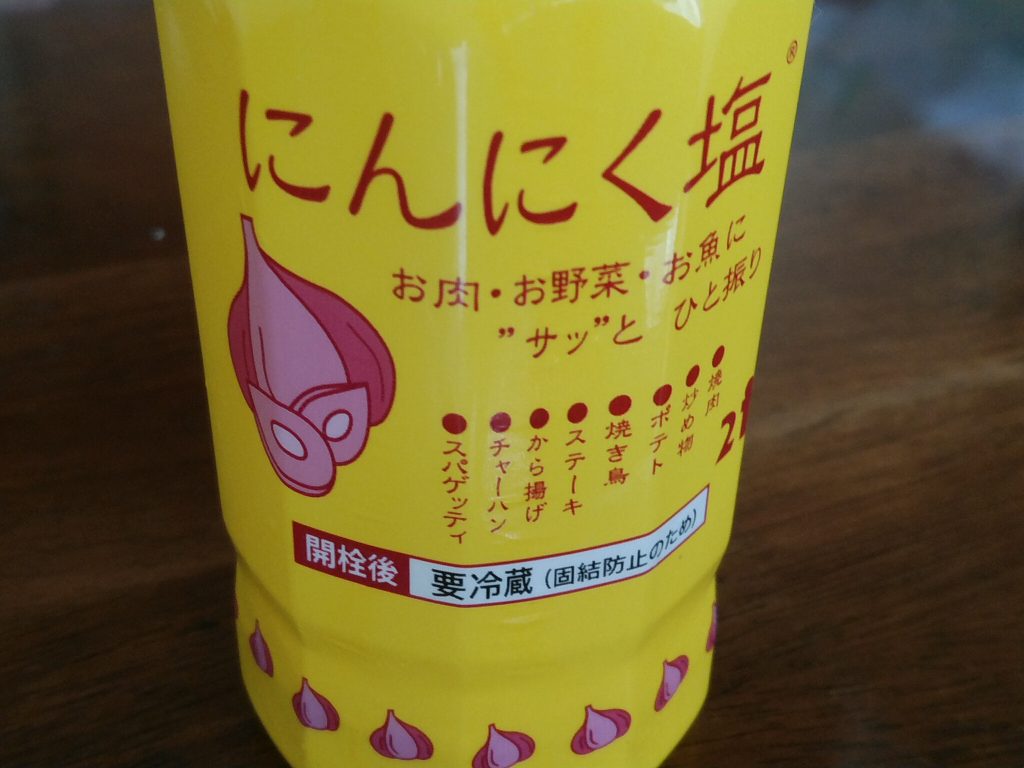 にんにく塩®
お肉・お野菜・お魚に
”サッ”と ひと振り
●焼肉
●炒め物
●ポテト
●焼き鳥
●ステーキ
●から揚げ
●チャーハン
●スパゲッティ
開栓後 要冷蔵(固結防止のため)